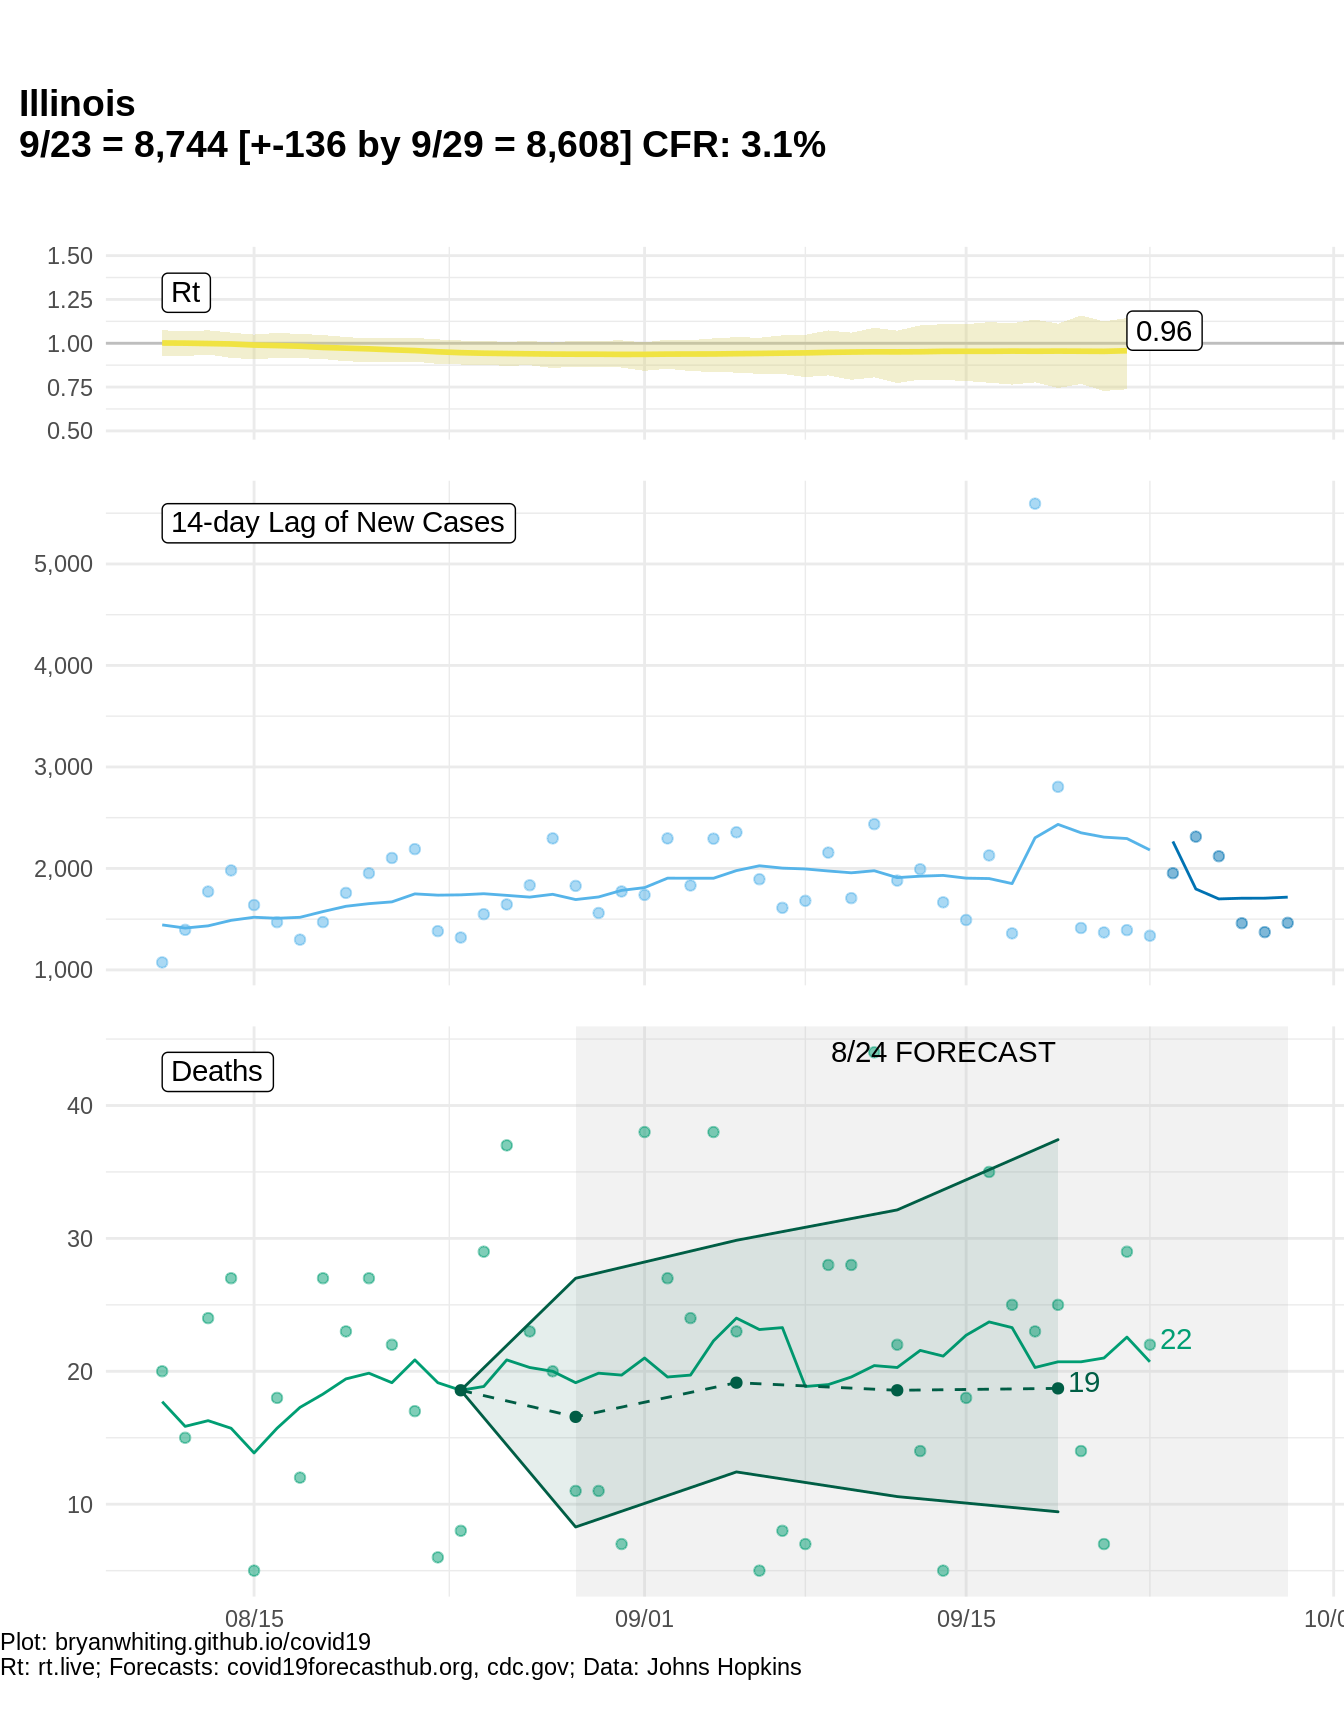 Illinois
9/23 = 8,744 [+-136 by 9/29 = 8,608] CFR: 3.1%
1.50
Rt
1.25
1.00
0.96
0.75
0.50
14-day Lag of New Cases
5,000
4,000
3,000
2,000
1,000
8/24 FORECAST
Deaths
40
30
22
20
19
10
08/15 09/01 09/15 10/0
Plot: bryanwhiting.github.io/covid19
Rt: rt.live; Forecasts: covid19forecasthub.org, cdc.gov; Data: Johns Hopkins